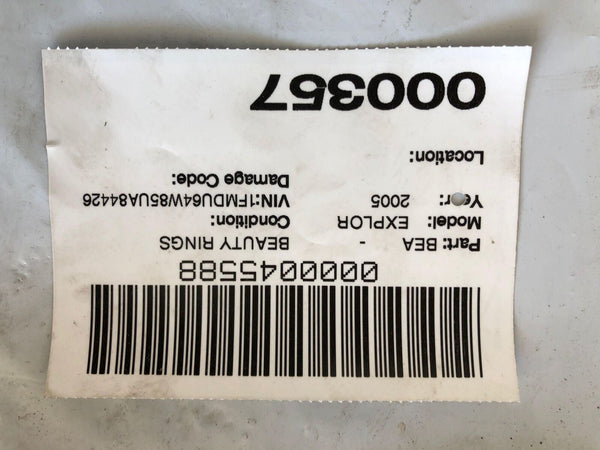 0000045588
Part: BEA - BEAUTY RINGS
Model: EXPLOR Condition:
Year: 2005 VIN:1FMDU64W85UA84426
Damage Code:
Location:
000357